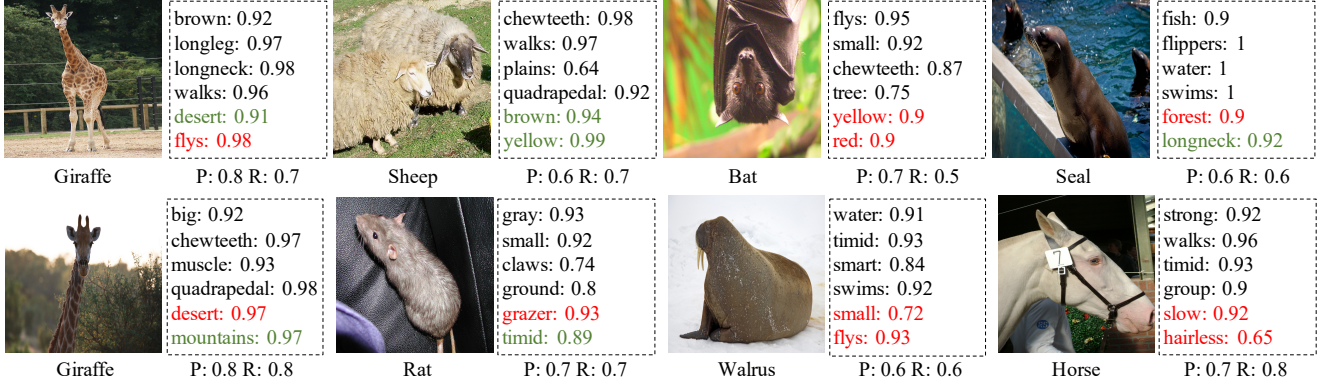 brown: 0.92
longleg: 0.97
longneck: 0.98
walks: 0.96
desert: 0.91
flys: 0.98
Giraffe
P: 0.8 R: 0.7
chewteeth: 0.98
walks: 0.97
plains: 0.64
quadrapedal: 0.92
brown: 0.94
yellow: 0.99
Sheep
P: 0.6 R: 0.7
flys: 0.95
small: 0.92
chewteeth: 0.87
tree: 0.75
yellow: 0.9
red: 0.9
Bat
P: 0.7 R: 0.5
fish: 0.9
flippers: 1
water: 1
swims: 1
forest: 0.9
longneck: 0.92
Seal
P: 0.6 R: 0.6
big: 0.92
chewteeth: 0.97
muscle: 0.93
quadrapedal: 0.98
desert: 0.97
mountains: 0.97
Giraffe
P: 0.8 R: 0.8
gray: 0.93
small: 0.92
claws: 0.74
ground: 0.8
grazer: 0.93
timid: 0.89
Rat
P: 0.7 R: 0.7
water: 0.91
timid: 0.93
smart: 0.84
swims: 0.92
small: 0.72
flys: 0.93
Walrus
P: 0.6 R: 0.6
7
strong: 0.92
walks: 0.96
timid: 0.93
group: 0.9
slow: 0.92
hairless: 0.65
Horse
P: 0.7 R: 0.8